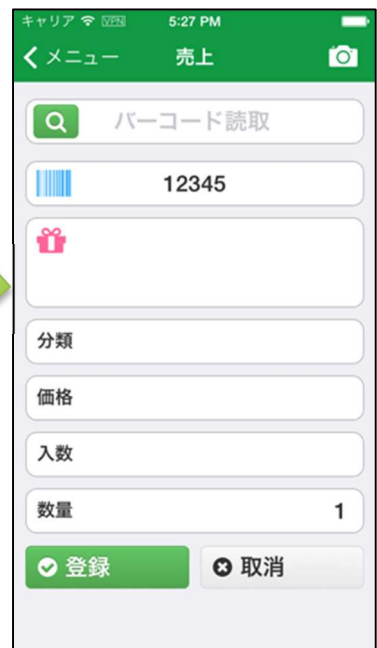 キャリア VPN 5:27 PM
メニュー 売上
バーコード読取
12345
分類
価格
入数
数量 1
登録 取消